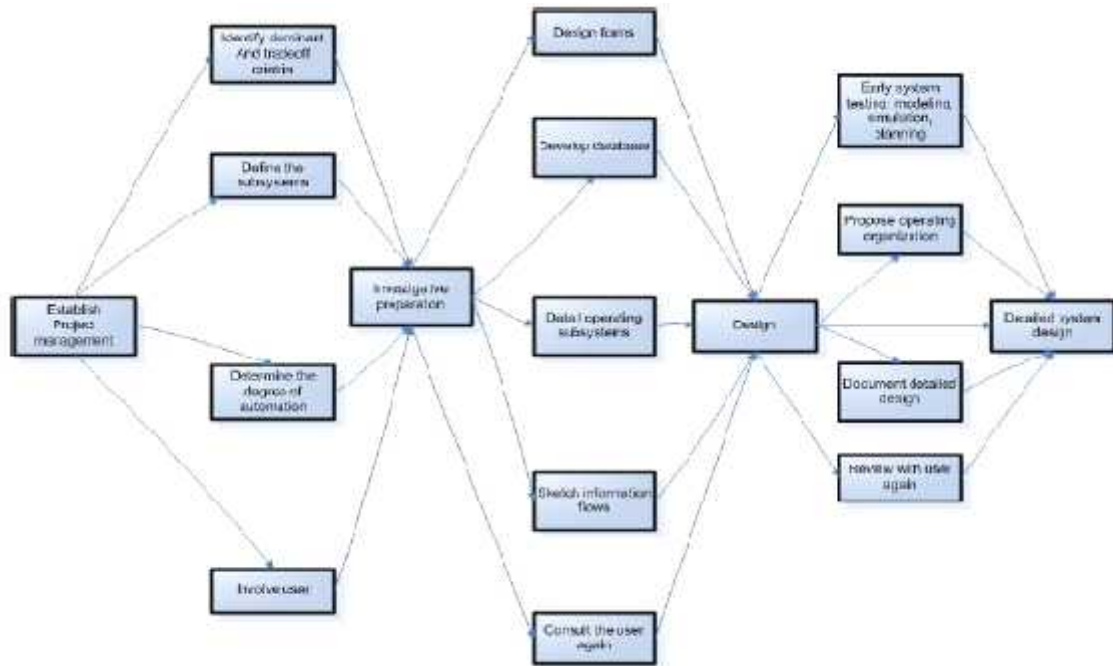 Identify dominant
And tradeoff
criteria
Define the
subsystems
Establish
Project
management
Determine the
degree of
automation
Involve user
preparation
Design forms
Develop database
Detail operating
subsystems
Sketch information
flows
Consult the user
again
Design
Early system
testing, modeling,
simulation,
planning
Propose operating
organization
Document detailed
design
Review with user
again
Detailed system
design